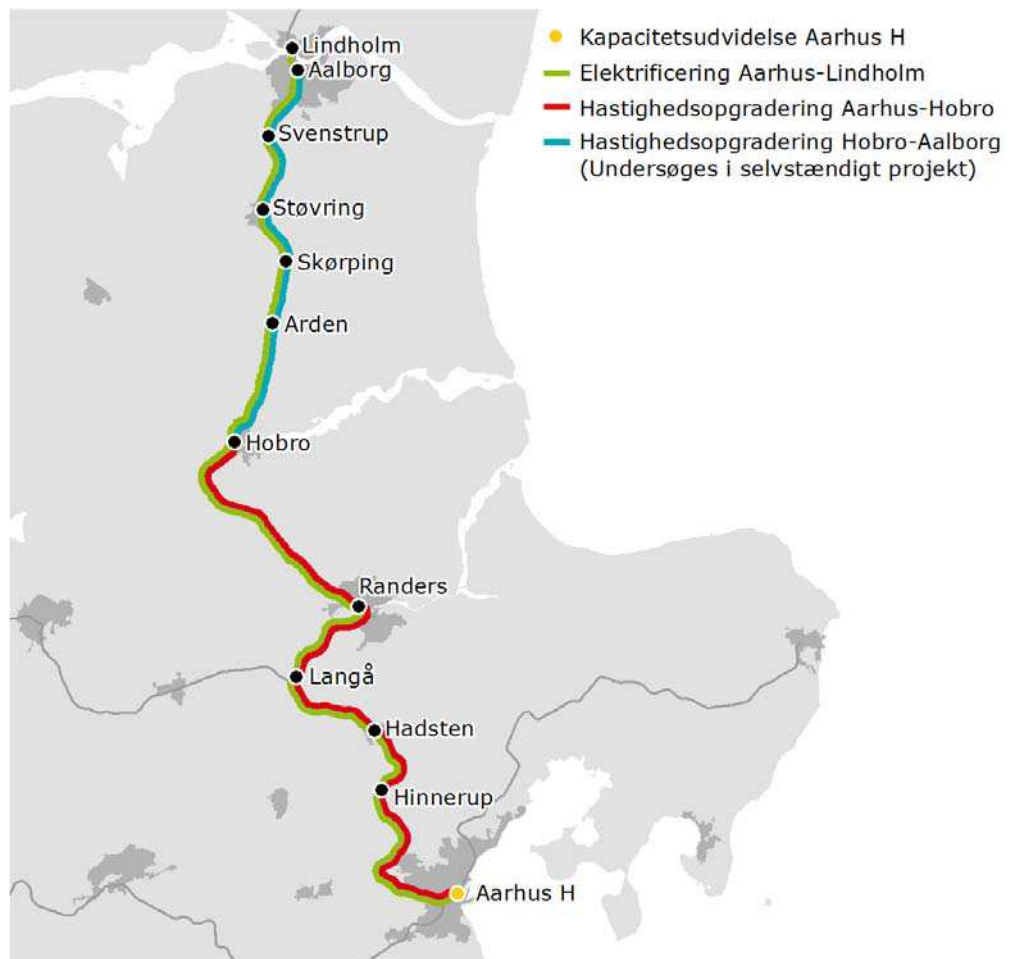 Lindholm
Aalborg
Svenstrup
Støvring
Skørping
Arden
Hobro
Randers
Langå
Hadsten
Hinnerup
Aarhus H
Kapacitetsudvidelse Aarhus H
Elektrificering Aarhus-Lindholm
Hastighedsopgradering Aarhus-Hobro
Hastighedsopgradering Hobro-Aalborg
(Undersøges i selvstændigt projekt)